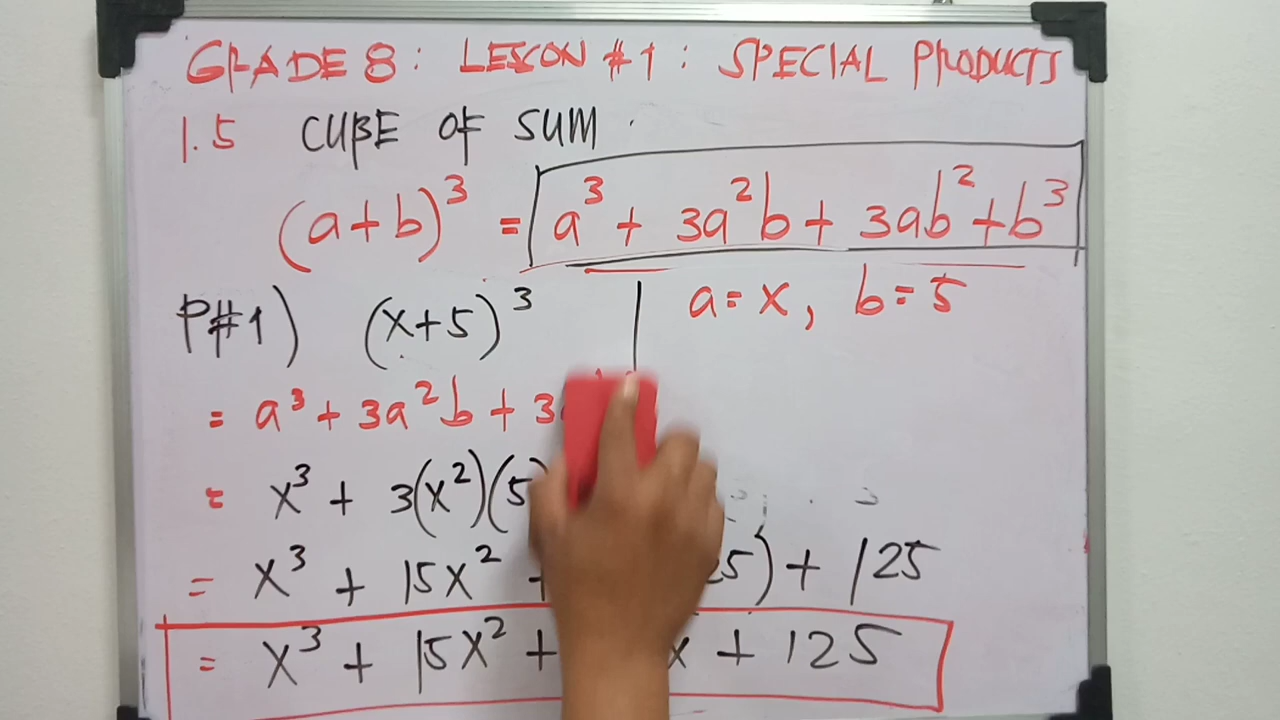 GRADE 8: LESSON #1: SPECIAL PRODUCTS
1.5 CUBE OF SUM.
(a+b)³ = a³ + 3a²b + 3ab² + b³
P#1) (x+5)³ a=x, b=5
= a³ + 3a²b + 3
= x³ + 3(x²)(5)
= x³ + 15x² + 25) + 125
= x³ + 15x² + x + 125